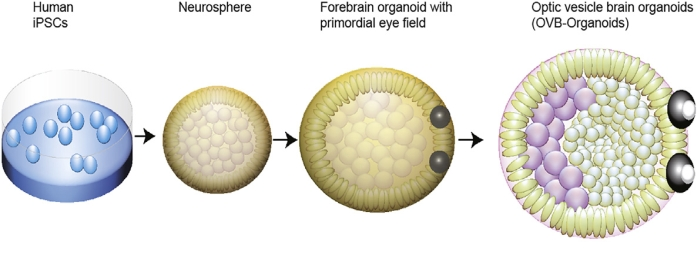 Human
iPSCs
Neurosphere
Forebrain organoid with
primordial eye field
Optic vesicle brain organoids
(OVB-Organoids)